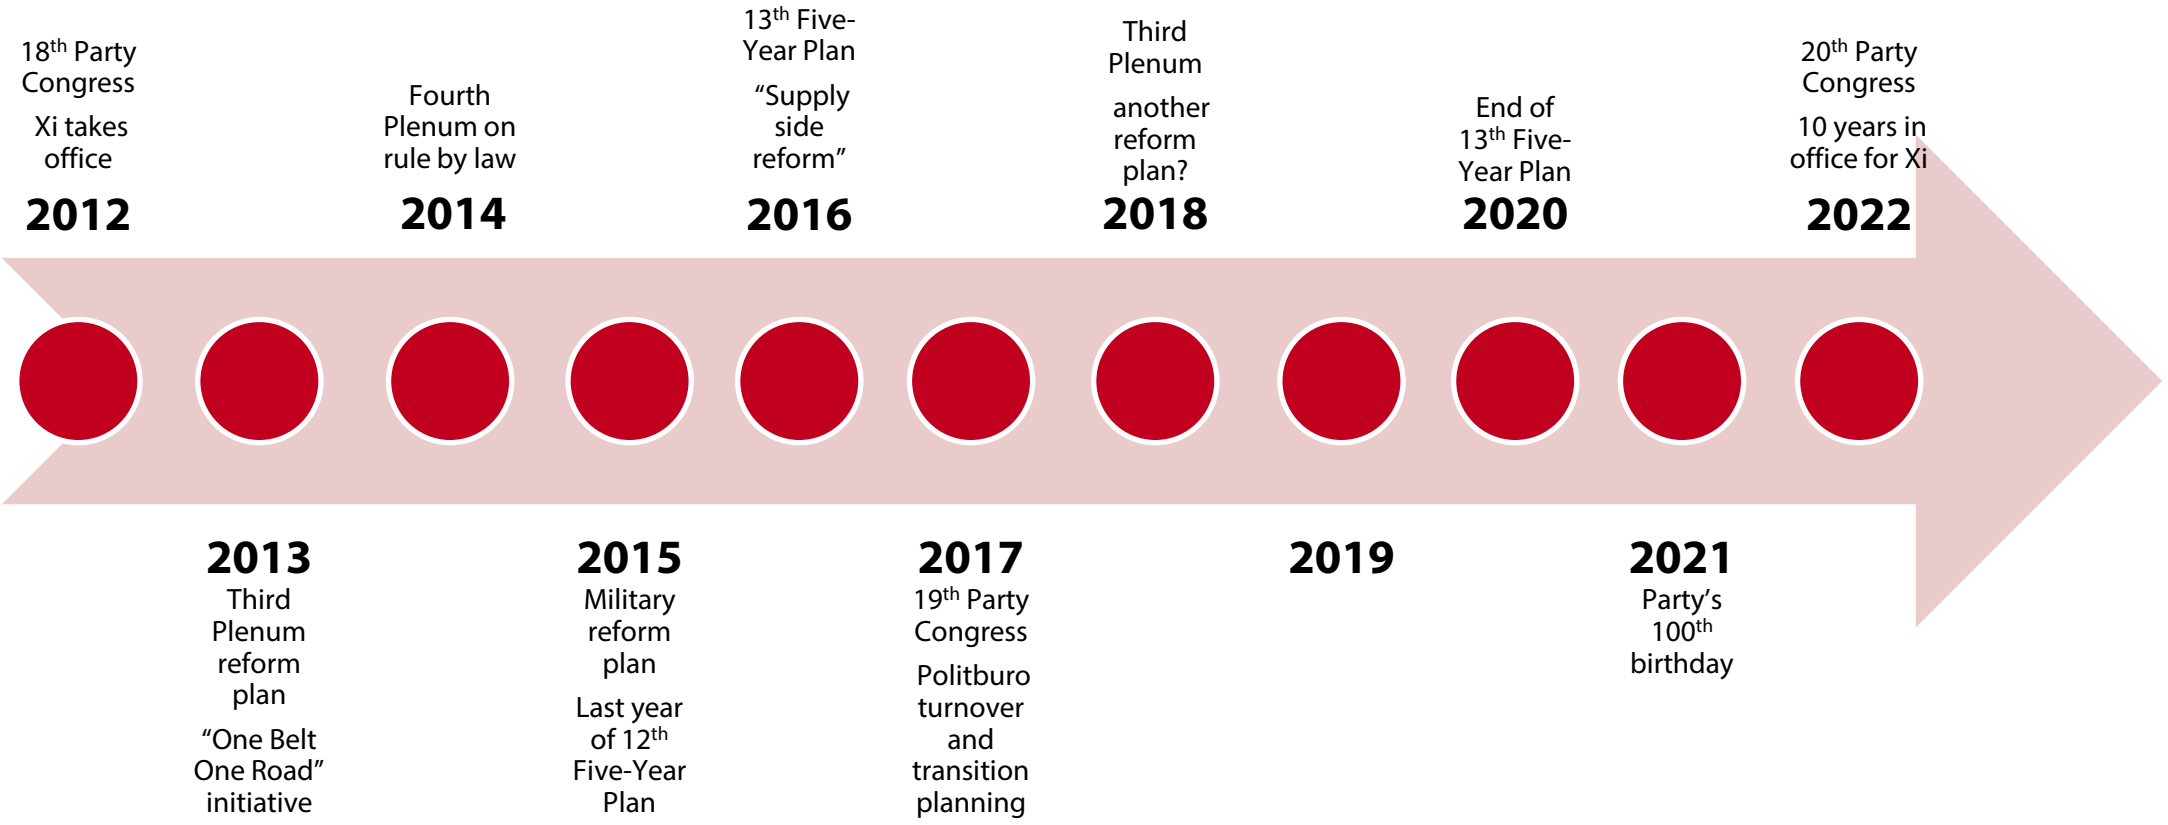 18th Party
Congress
Xi takes
office
2012
Fourth
Plenum on
rule by law
2014
13th Five-
Year Plan
“Supply
side
reform”
2016
Third
Plenum
another
reform
plan?
2018
End of
13th Five-
Year Plan
2020
20th Party
Congress
10 years in
office for Xi
2022
2013
Third
Plenum
reform
plan
“One Belt
One Road”
initiative
2015
Military
reform
plan
Last year
of 12th
Five-Year
Plan
2017
19th Party
Congress
Politburo
turnover
and
transition
planning
2019
2021
Party’s
100th
birthday